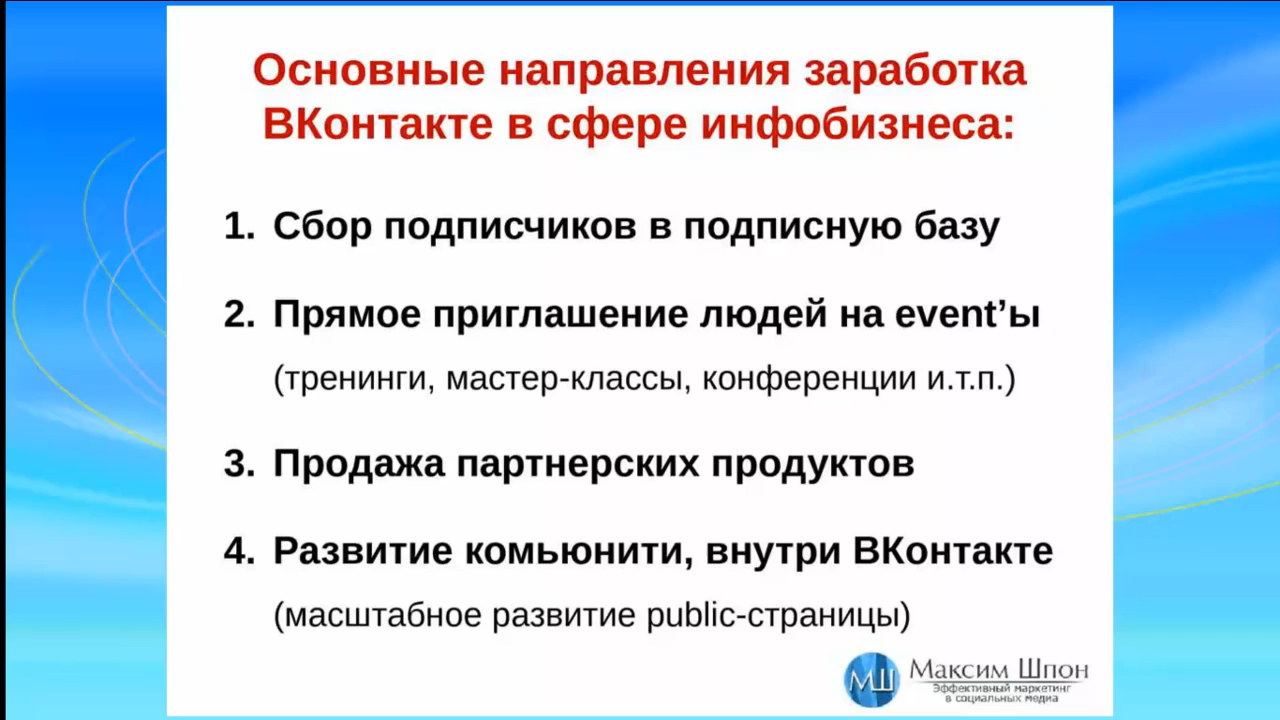 Основные направления заработка
ВКонтакте в сфере инфобизнеса:
1. Сбор подписчиков в подписную базу
2. Прямое приглашение людей на event’ы
(тренинги, мастер-классы, конференции и.т.п.)
3. Продажа партнерских продуктов
4. Развитие комьюнити, внутри ВКонтакте
(масштабное развитие public-страницы)
МШ Максим Шпон
Эффективный маркетинг
в социальных медиа